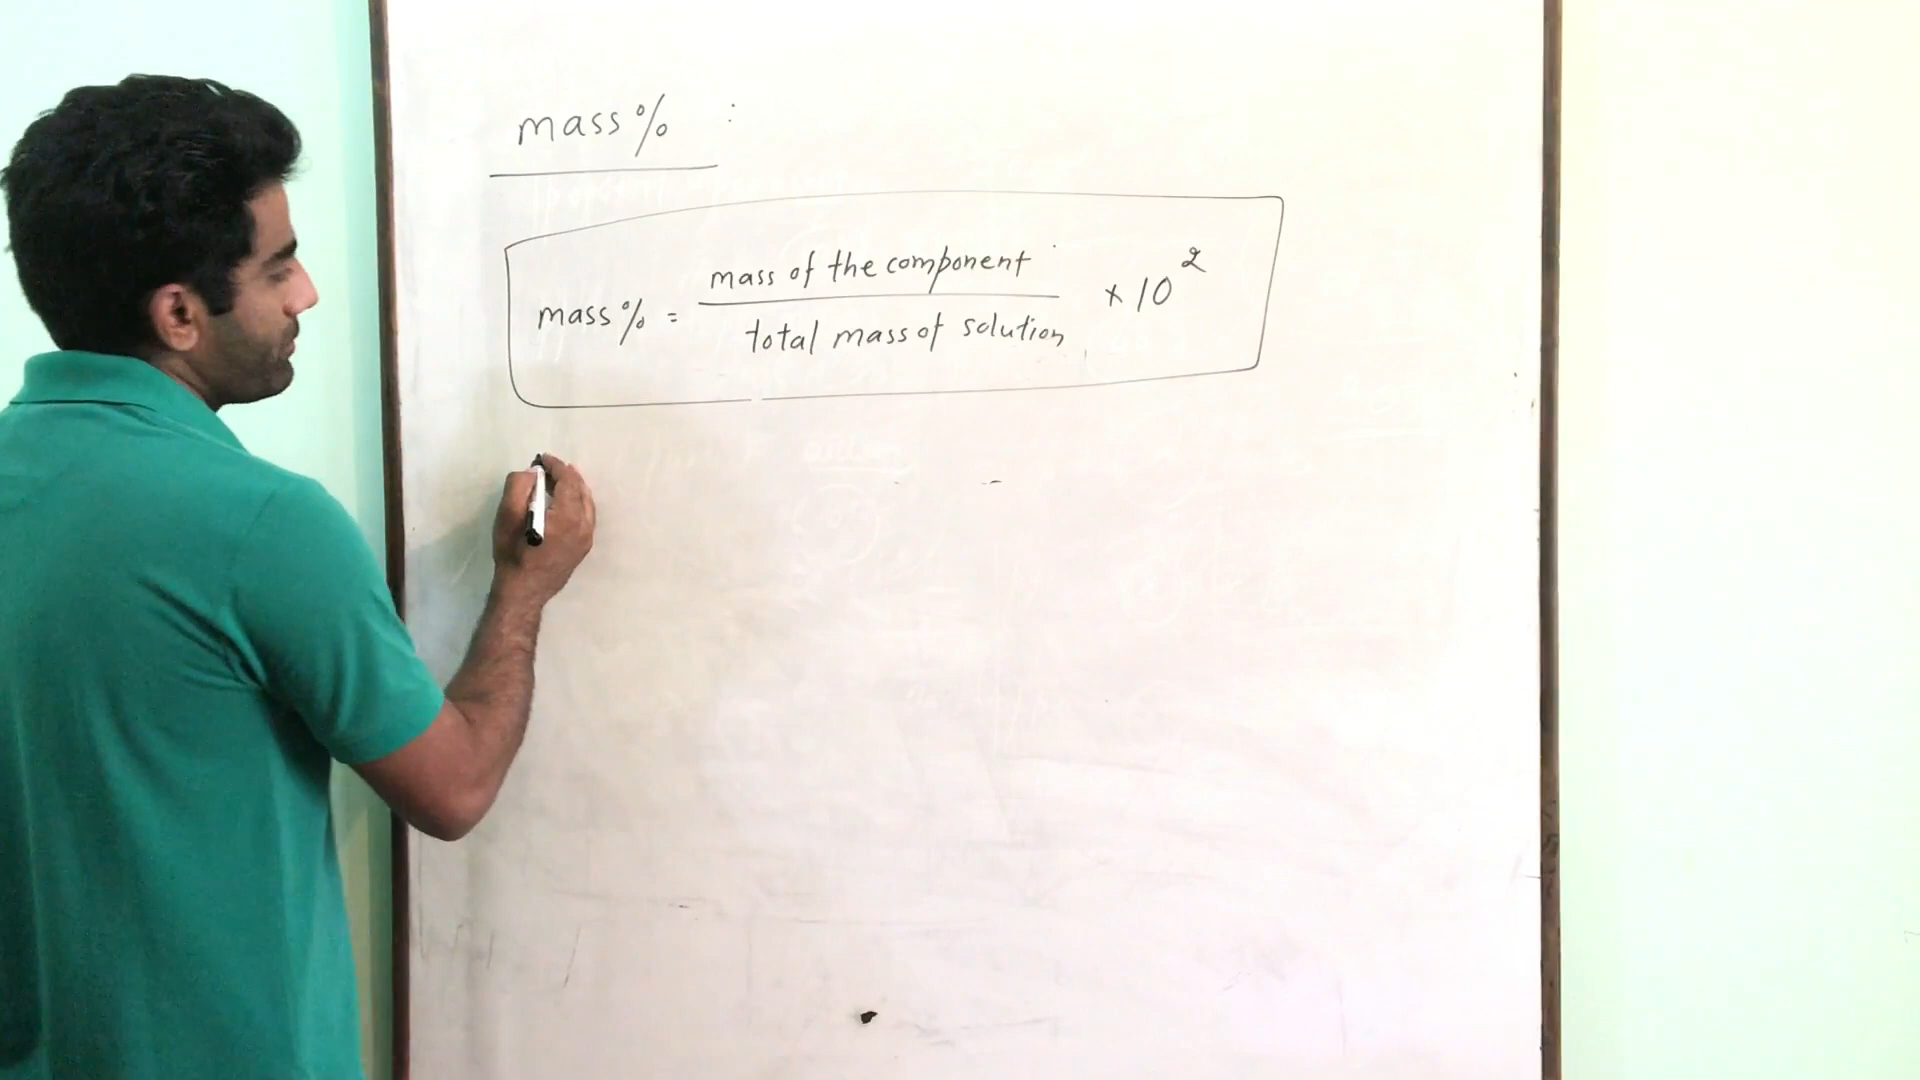 mass % :
mass % = mass of the component / total mass of solution × 10²